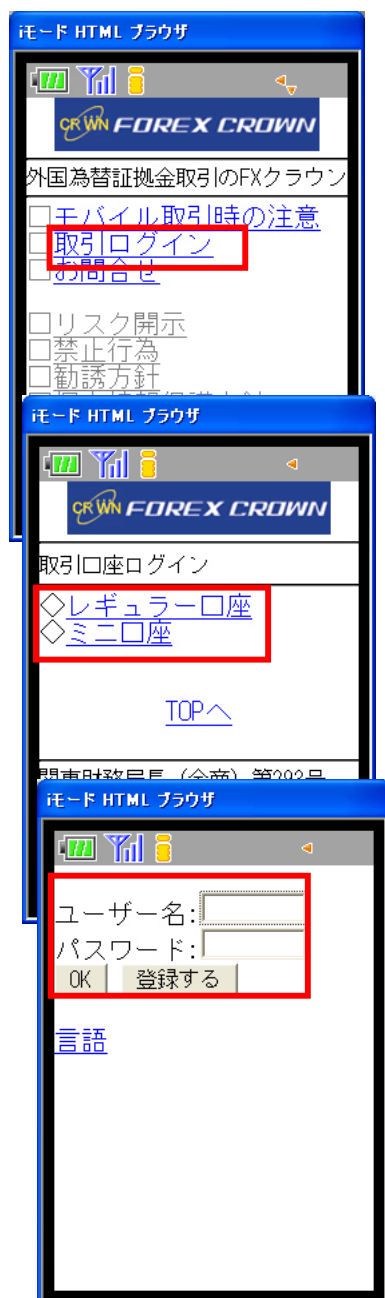 iモード HTML ブラウザ
CRWN FOREX CROWN
外国為替証拠金取引のFXクラウン
□モバイル取引時の注意
□取引ログイン
□お問合せ
□リスク開示
□禁止行為
□勧誘方針
iモード HTML ブラウザ
CRWN FOREX CROWN
取引口座ログイン
◇レギュラー口座
◇ミニ口座
TOPへ
関東財務局長（金商）第293号
iモード HTML ブラウザ
ユーザー名:
パスワード:
OK 登録する
言語